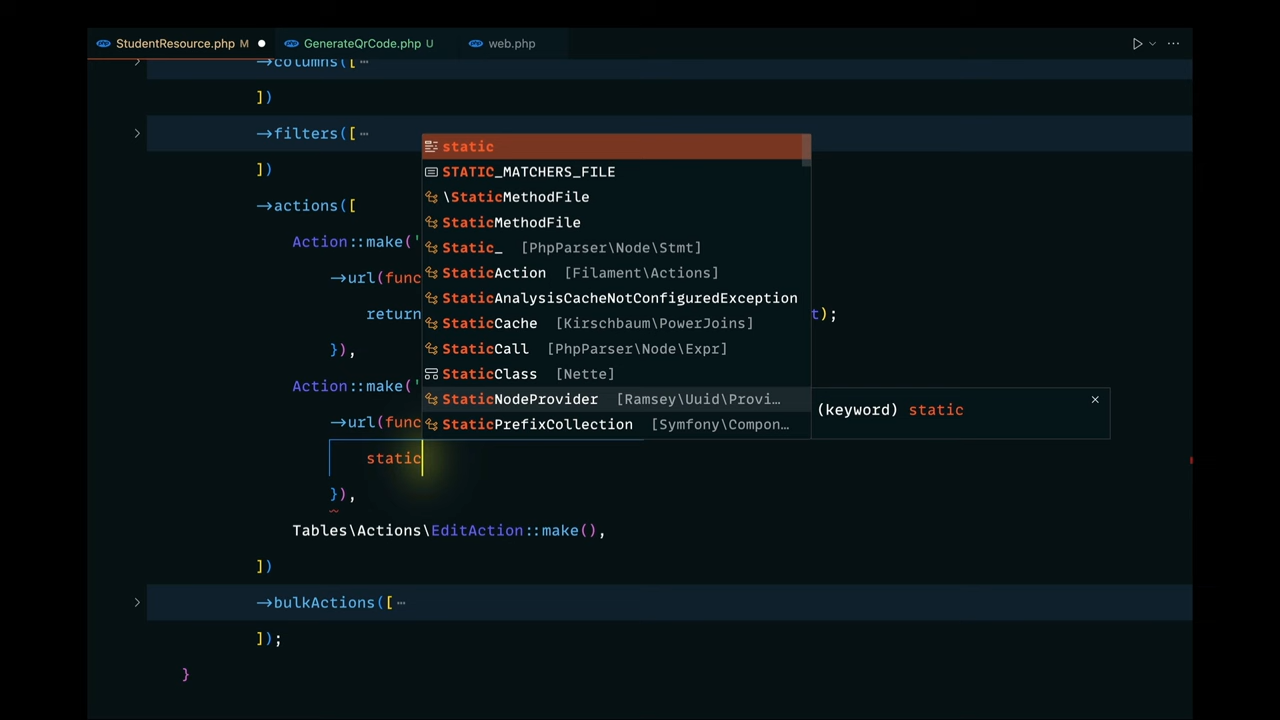 StudentResource.php M
GenerateQrCode.php U
web.php
→columns([ ⋯
])
→filters([ ⋯
])
→actions([
Action::make('
→url(func
return
t);
}),
Action::make('
→url(func
static
}),
Tables\Actions\EditAction::make(),
])
→bulkActions([ ⋯
]);
}
static
STATIC_MATCHERS_FILE
\StaticMethodFile
StaticMethodFile
Static_ [PhpParser\Node\Stmt]
StaticAction [Filament\Actions]
StaticAnalysisCacheNotConfiguredException
StaticCache [Kirschbaum\PowerJoins]
StaticCall [PhpParser\Node\Expr]
StaticClass [Nette]
StaticNodeProvider [Ramsey\Uuid\Provi…
StaticPrefixCollection [Symfony\Compon…
(keyword) static